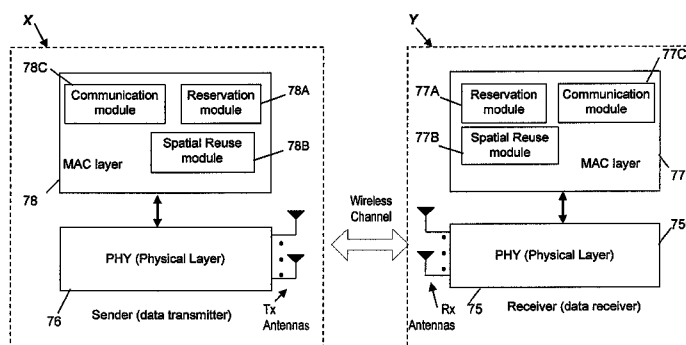 X
78C
Communication
module
Reservation
module
78A
Spatial Reuse
module
78B
MAC layer
78
PHY (Physical Layer)
76
Tx
Antennas
Sender (data transmitter)
Wireless
Channel
Y
77C
77A
Reservation
module
Communication
module
77B
Spatial Reuse
module
MAC layer
77
75
PHY (Physical Layer)
Rx
Antennas
75
Receiver (data receiver)